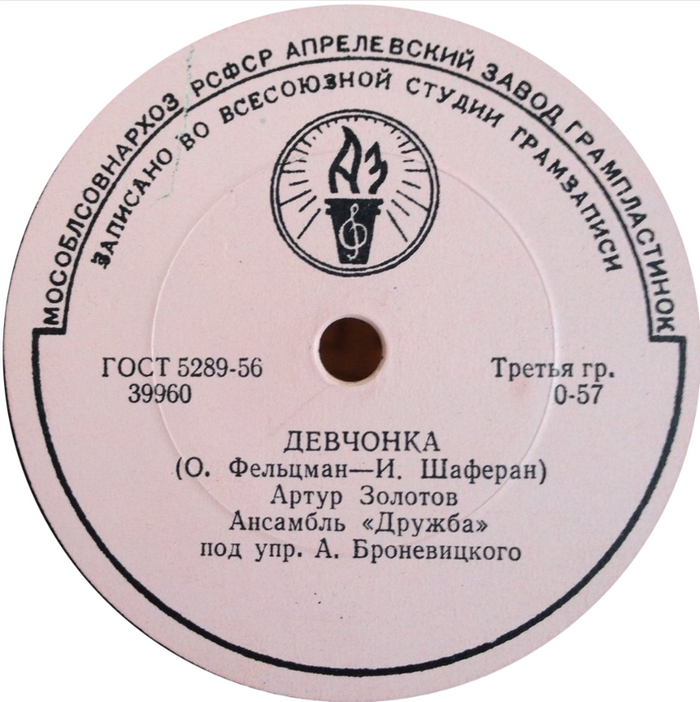 МОСОБЛСОВНАРХОЗ РСФСР АПРЕЛЕВСКИЙ ЗАВОД ГРАМПЛАСТИНОК
ЗАПИСАНО ВО ВСЕСОЮЗНОЙ СТУДИИ ГРАМЗАПИСИ
АЗ
ГОСТ 5289-56
39960
Третья гр.
0-57
ДЕВЧОНКА
(О. Фельцман—И. Шаферан)
Артур Золотов
Ансамбль «Дружба»
под упр. А. Броневицкого